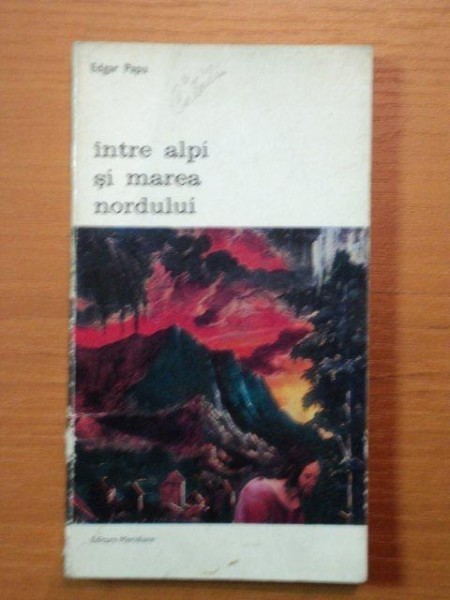 Edgar Papu
între alpi
și marea
nordului
Editura Meridiane